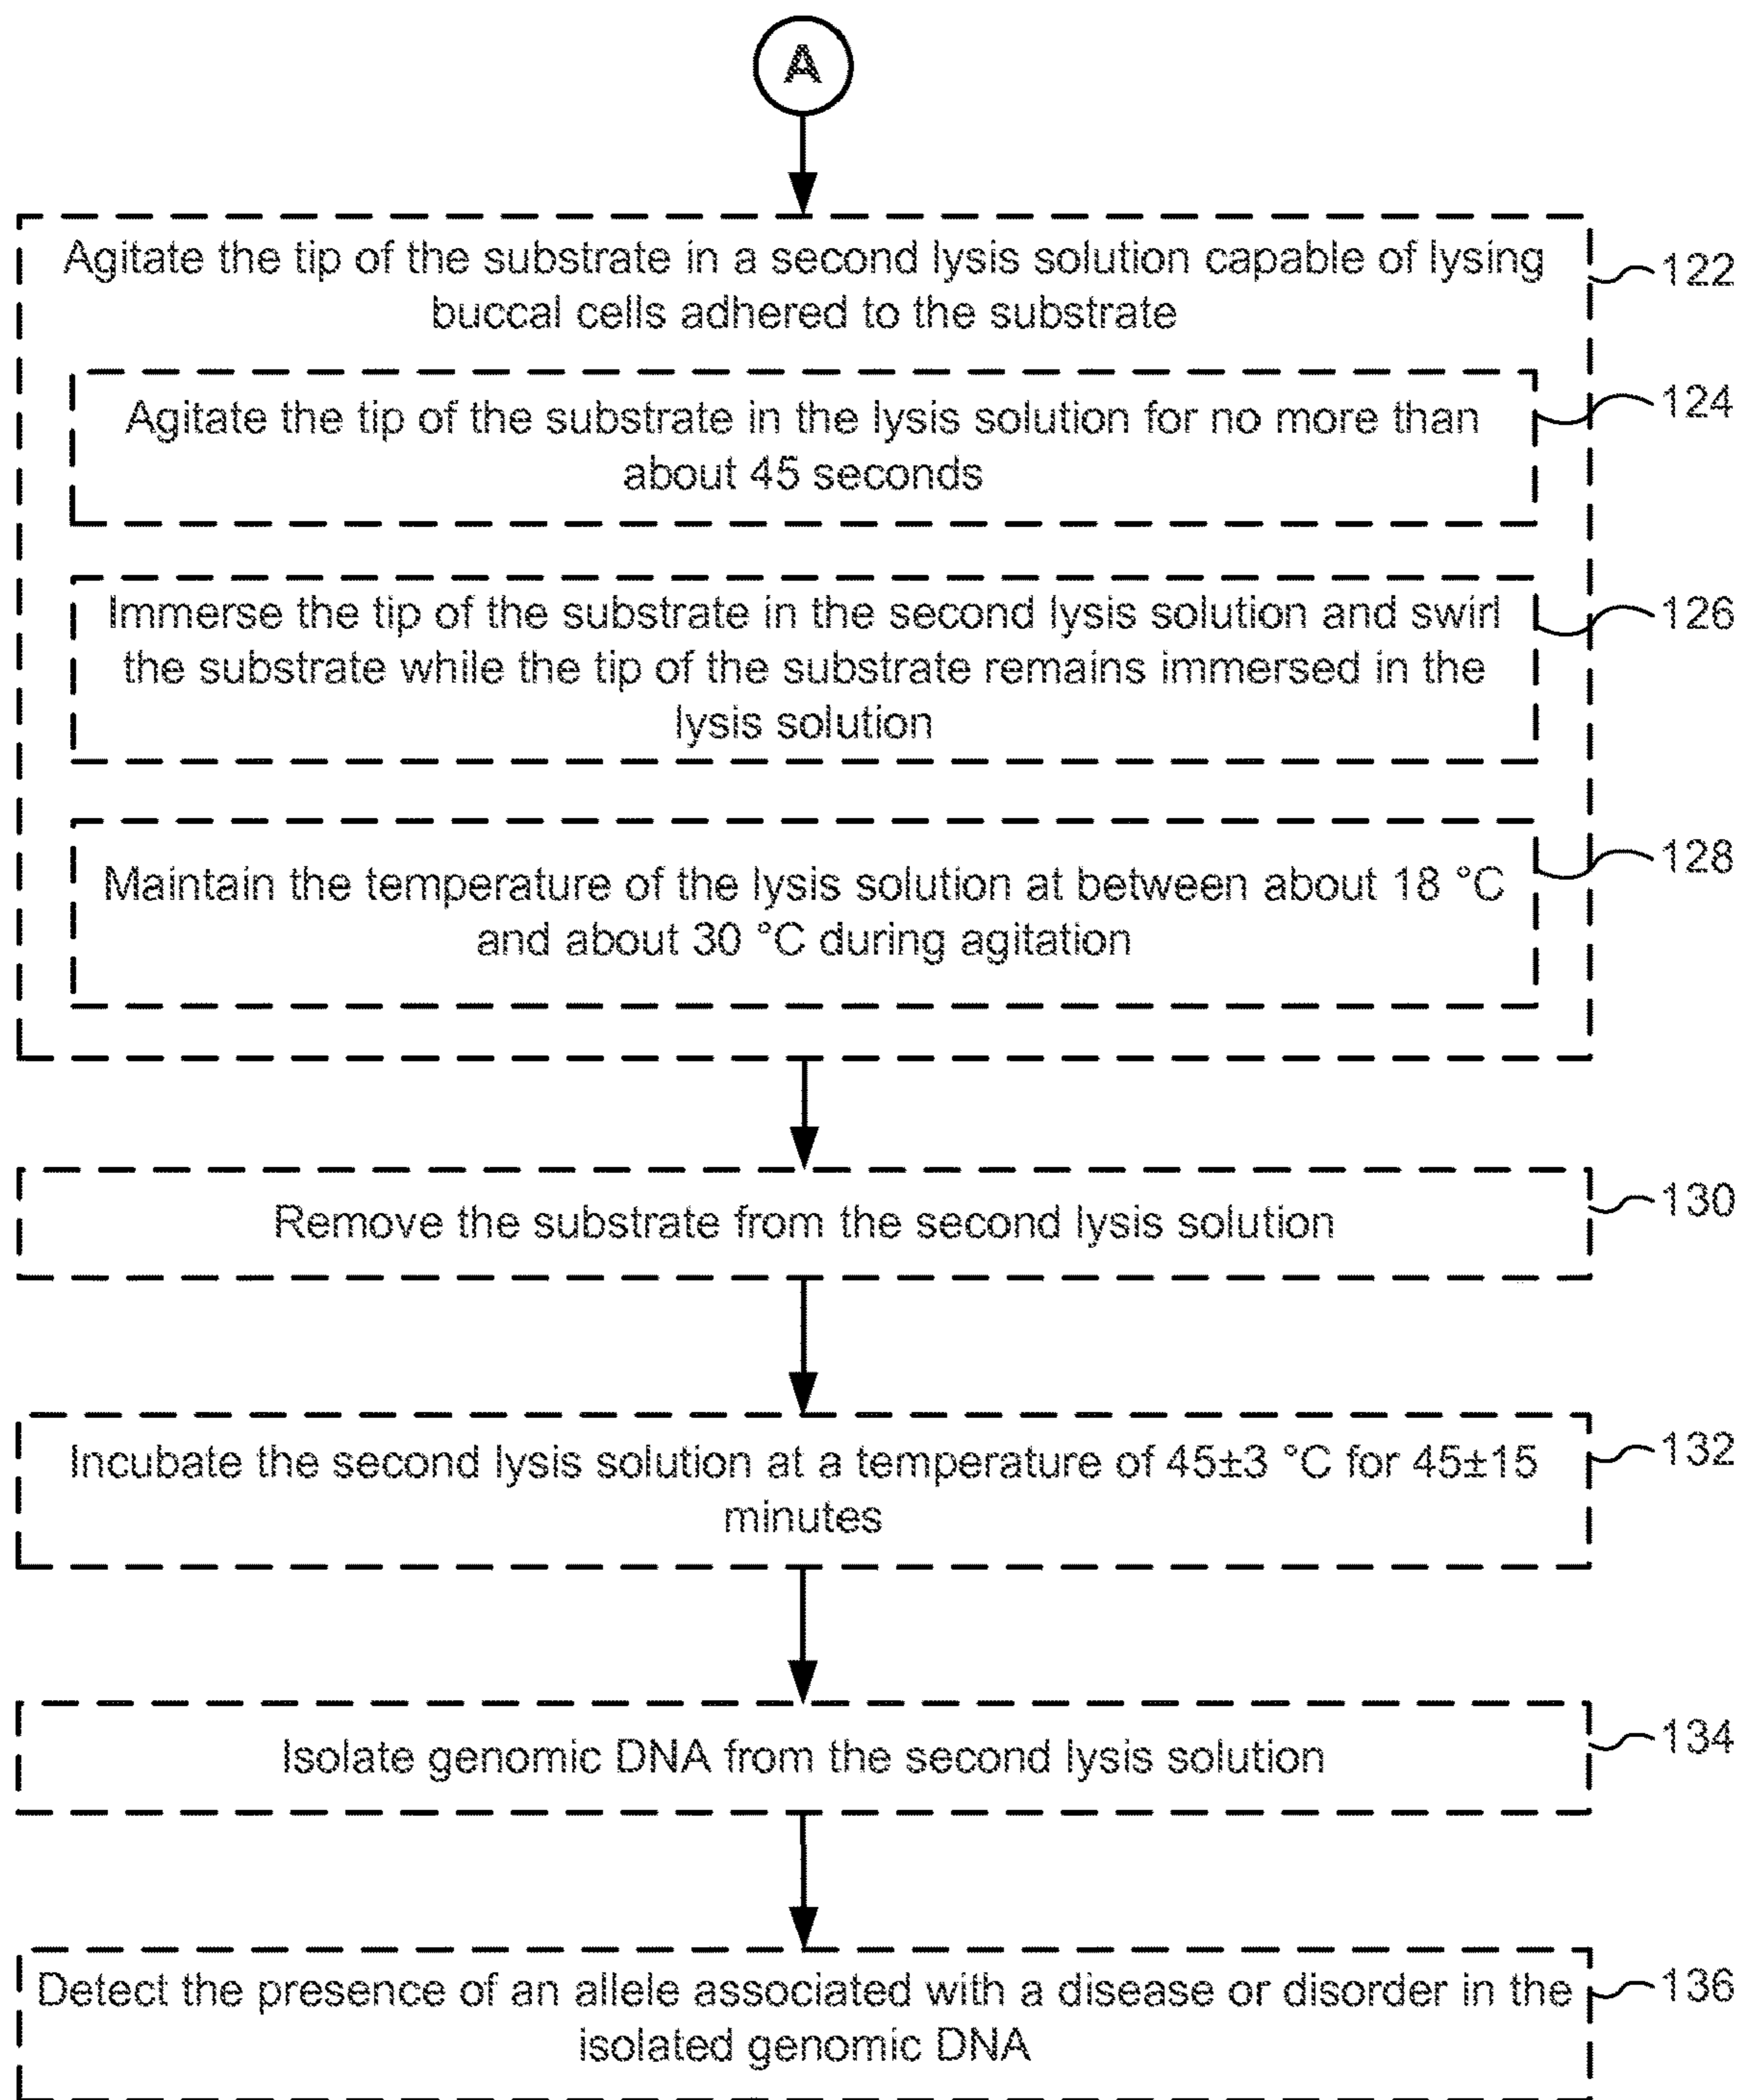 A
Agitate the tip of the substrate in a second lysis solution capable of lysing
buccal cells adhered to the substrate
122
Agitate the tip of the substrate in the lysis solution for no more than
about 45 seconds
124
Immerse the tip of the substrate in the second lysis solution and swirl
the substrate while the tip of the substrate remains immersed in the
lysis solution
126
Maintain the temperature of the lysis solution at between about 18 °C
and about 30 °C during agitation
128
Remove the substrate from the second lysis solution
130
Incubate the second lysis solution at a temperature of 45±3 °C for 45±15
minutes
132
Isolate genomic DNA from the second lysis solution
134
Detect the presence of an allele associated with a disease or disorder in the
isolated genomic DNA
136